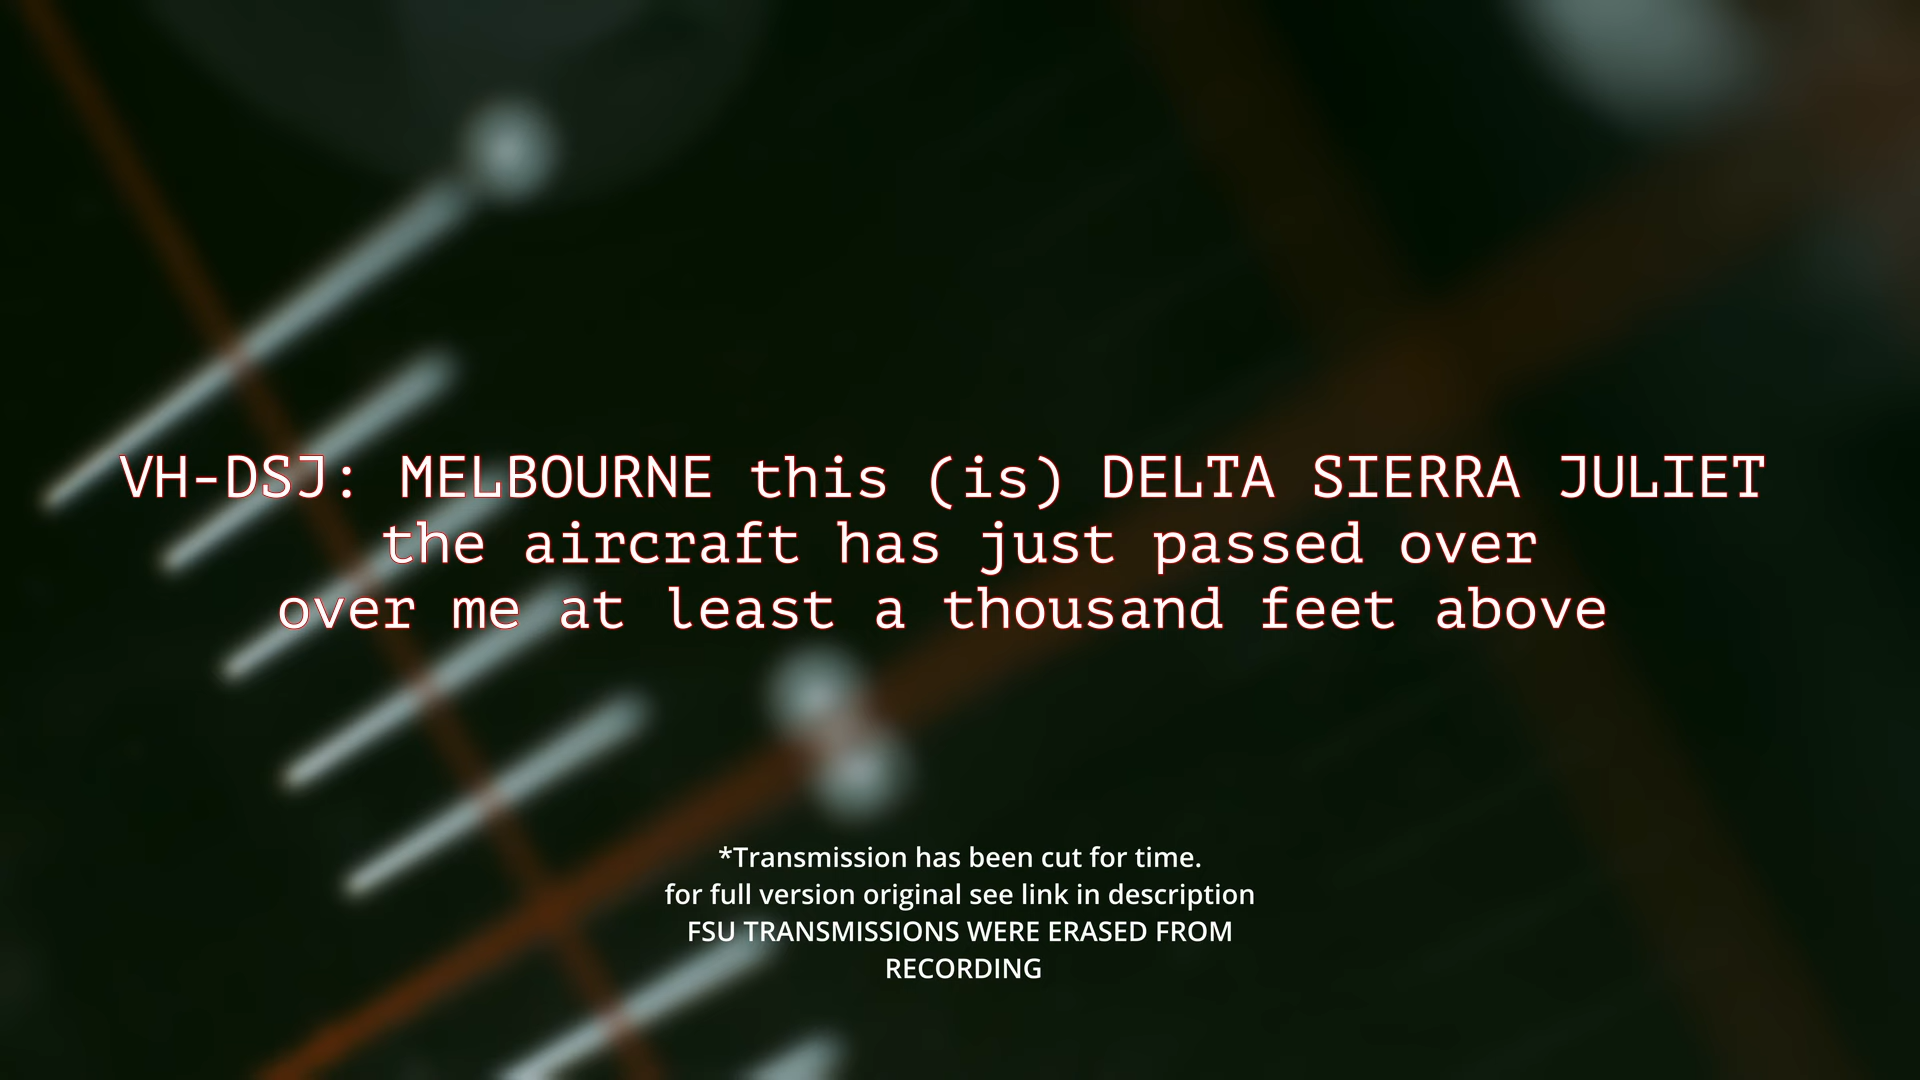 VH-DSJ: MELBOURNE this (is) DELTA SIERRA JULIET
the aircraft has just passed over
over me at least a thousand feet above
*Transmission has been cut for time.
for full version original see link in description
FSU TRANSMISSIONS WERE ERASED FROM
RECORDING